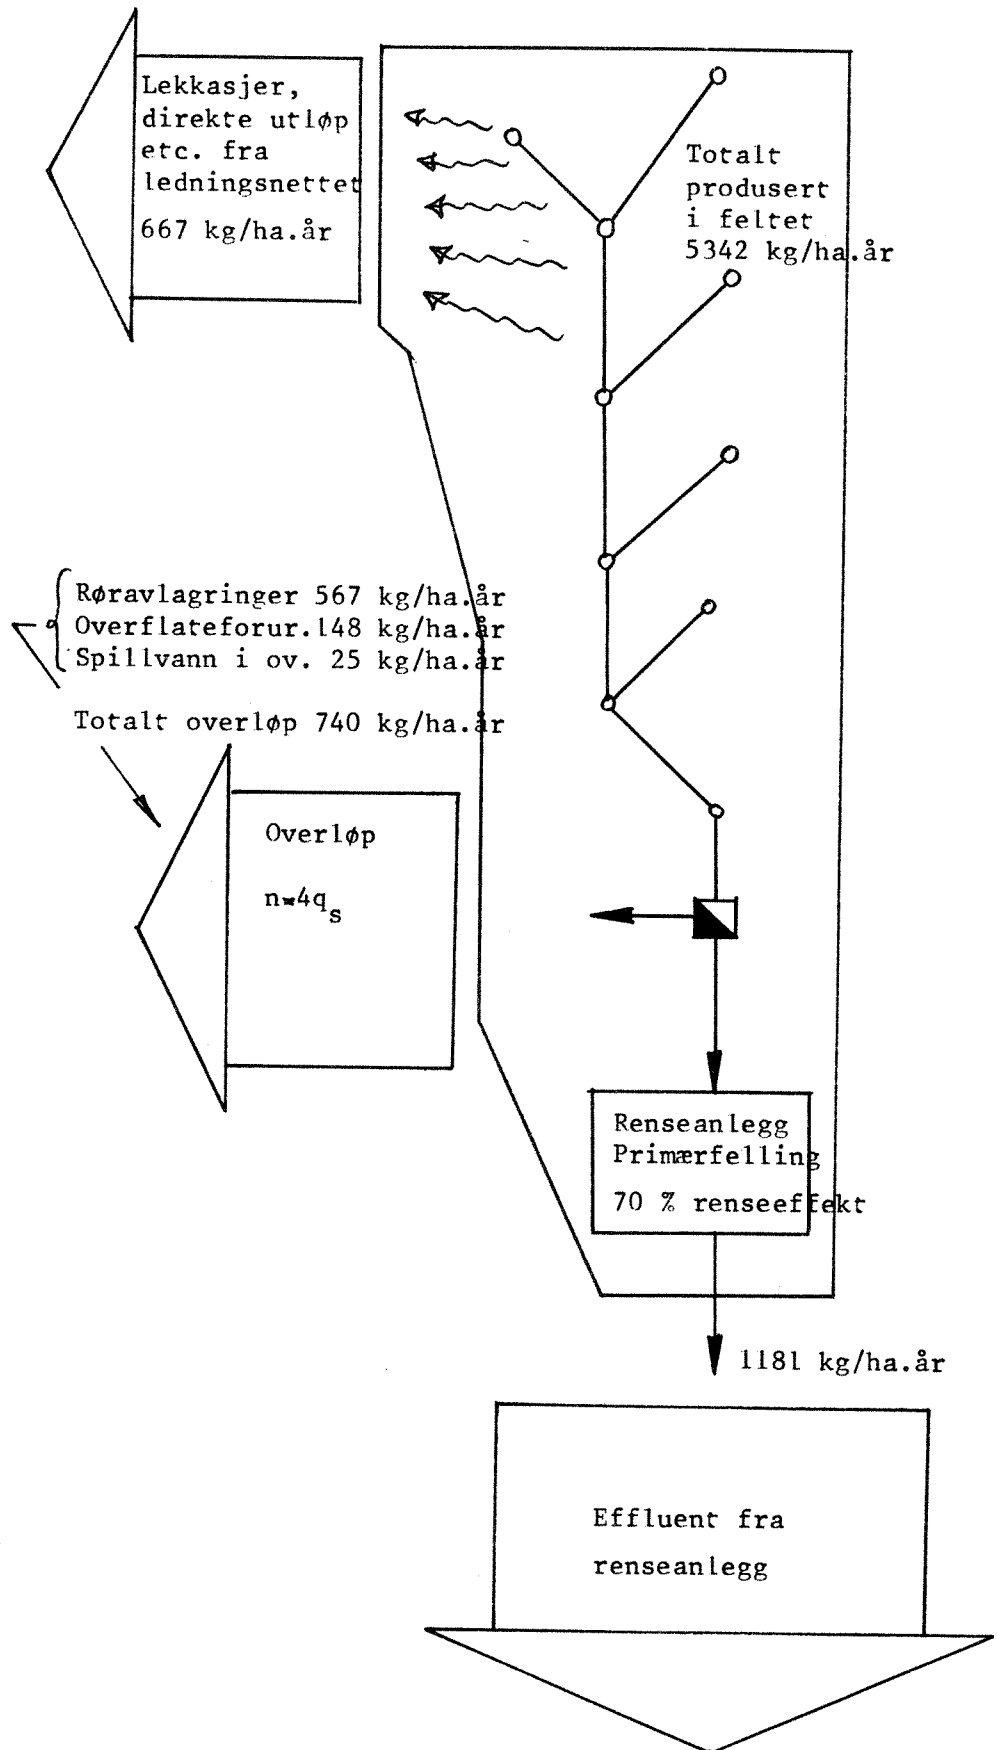 Lekkasjer,
direkte utløp
etc. fra
ledningsnettet
667 kg/ha.år
Totalt
produsert
i feltet
5342 kg/ha.år
Røravlagringer 567 kg/ha.år
Overflateforur.148 kg/ha.år
Spillvann i ov. 25 kg/ha.år
Totalt overløp 740 kg/ha.år
Overløp
n=4qs
Renseanlegg
Primærfelling
70 % renseeffekt
1181 kg/ha.år
Effluent fra
renseanlegg